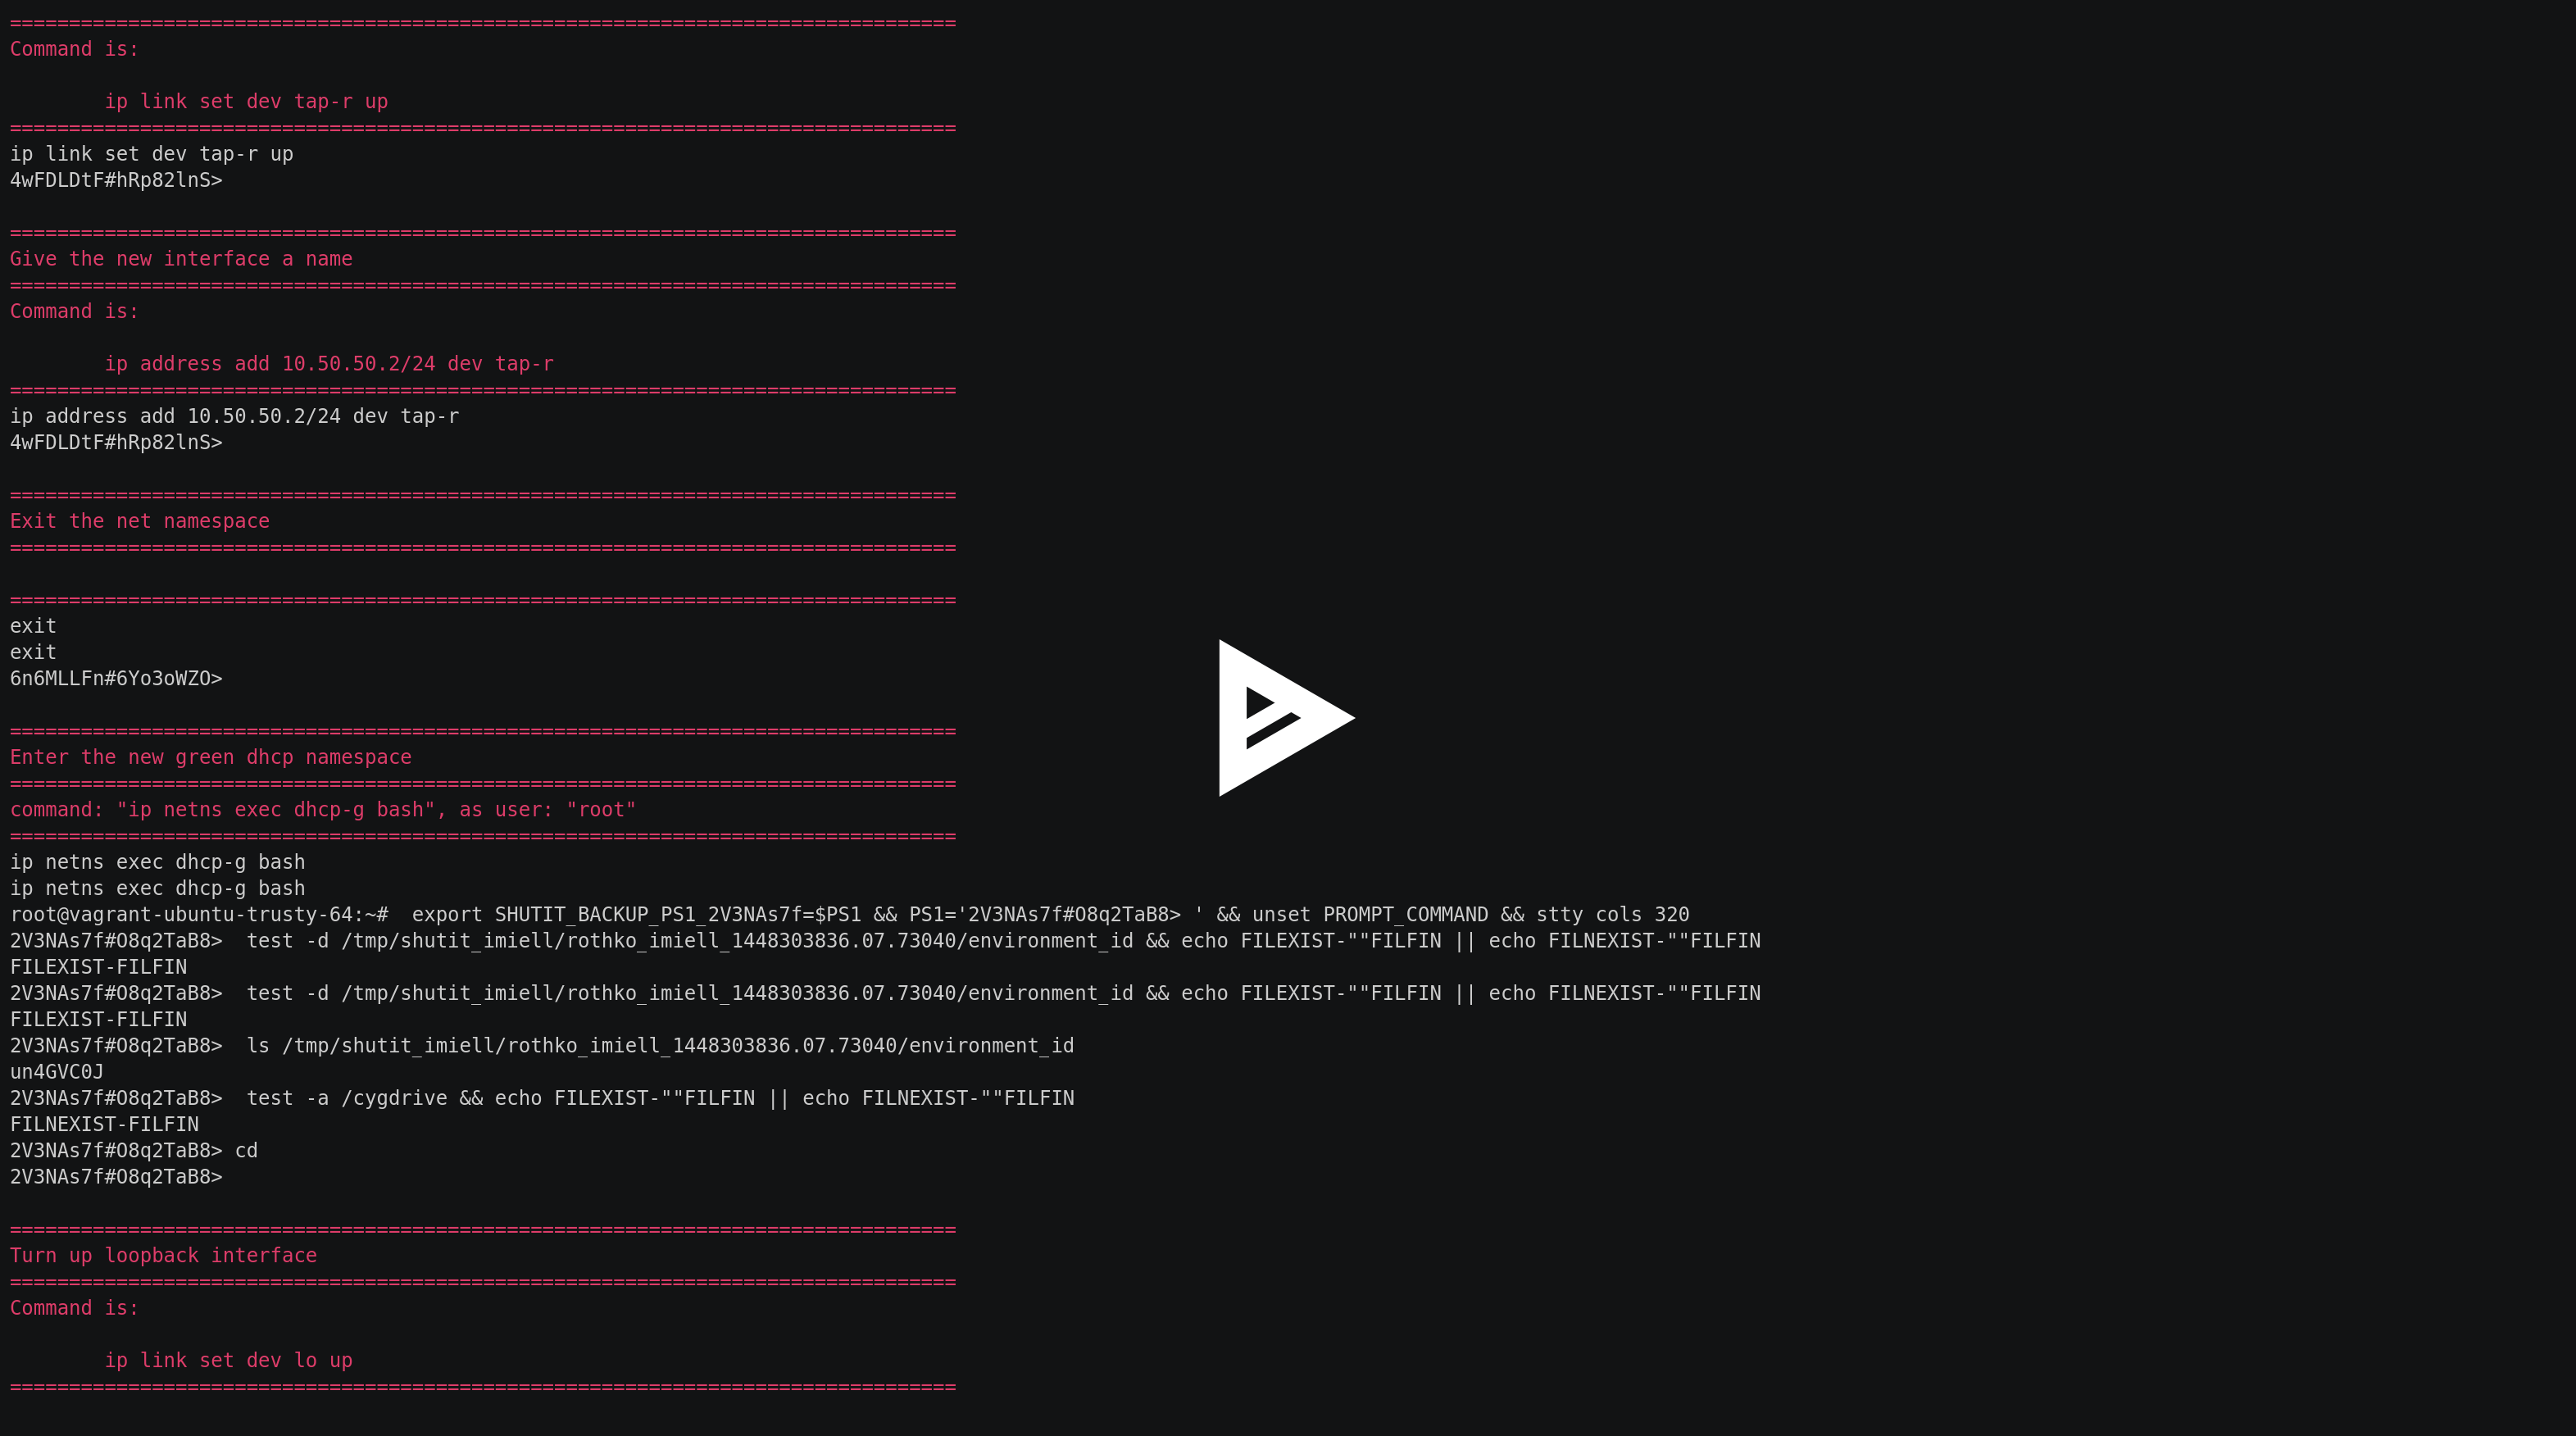 ================================================================================
Command is:
        ip link set dev tap-r up
================================================================================
ip link set dev tap-r up
4wFDLDtF#hRp82lnS>
================================================================================
Give the new interface a name
================================================================================
Command is:
        ip address add 10.50.50.2/24 dev tap-r
================================================================================
ip address add 10.50.50.2/24 dev tap-r
4wFDLDtF#hRp82lnS>
================================================================================
Exit the net namespace
================================================================================
================================================================================
exit
exit
6n6MLLFn#6Yo3oWZO>
================================================================================
Enter the new green dhcp namespace
================================================================================
command: "ip netns exec dhcp-g bash", as user: "root"
================================================================================
ip netns exec dhcp-g bash
ip netns exec dhcp-g bash
root@vagrant-ubuntu-trusty-64:~#  export SHUTIT_BACKUP_PS1_2V3NAs7f=$PS1 && PS1='2V3NAs7f#O8q2TaB8> ' && unset PROMPT_COMMAND && stty cols 320
2V3NAs7f#O8q2TaB8>  test -d /tmp/shutit_imiell/rothko_imiell_1448303836.07.73040/environment_id && echo FILEXIST-""FILFIN || echo FILNEXIST-""FILFIN
FILEXIST-FILFIN
2V3NAs7f#O8q2TaB8>  test -d /tmp/shutit_imiell/rothko_imiell_1448303836.07.73040/environment_id && echo FILEXIST-""FILFIN || echo FILNEXIST-""FILFIN
FILEXIST-FILFIN
2V3NAs7f#O8q2TaB8>  ls /tmp/shutit_imiell/rothko_imiell_1448303836.07.73040/environment_id
un4GVC0J
2V3NAs7f#O8q2TaB8>  test -a /cygdrive && echo FILEXIST-""FILFIN || echo FILNEXIST-""FILFIN
FILNEXIST-FILFIN
2V3NAs7f#O8q2TaB8> cd
2V3NAs7f#O8q2TaB8>
================================================================================
Turn up loopback interface
================================================================================
Command is:
        ip link set dev lo up
================================================================================